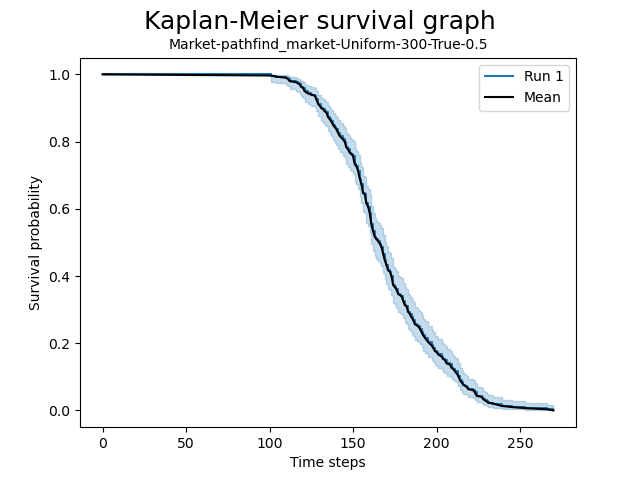 Kaplan-Meier survival graph
Market-pathfind_market-Uniform-300-True-0.5
Run 1
Mean
Survival probability
1.0
0.8
0.6
0.4
0.2
0.0
0 50 100 150 200 250
Time steps